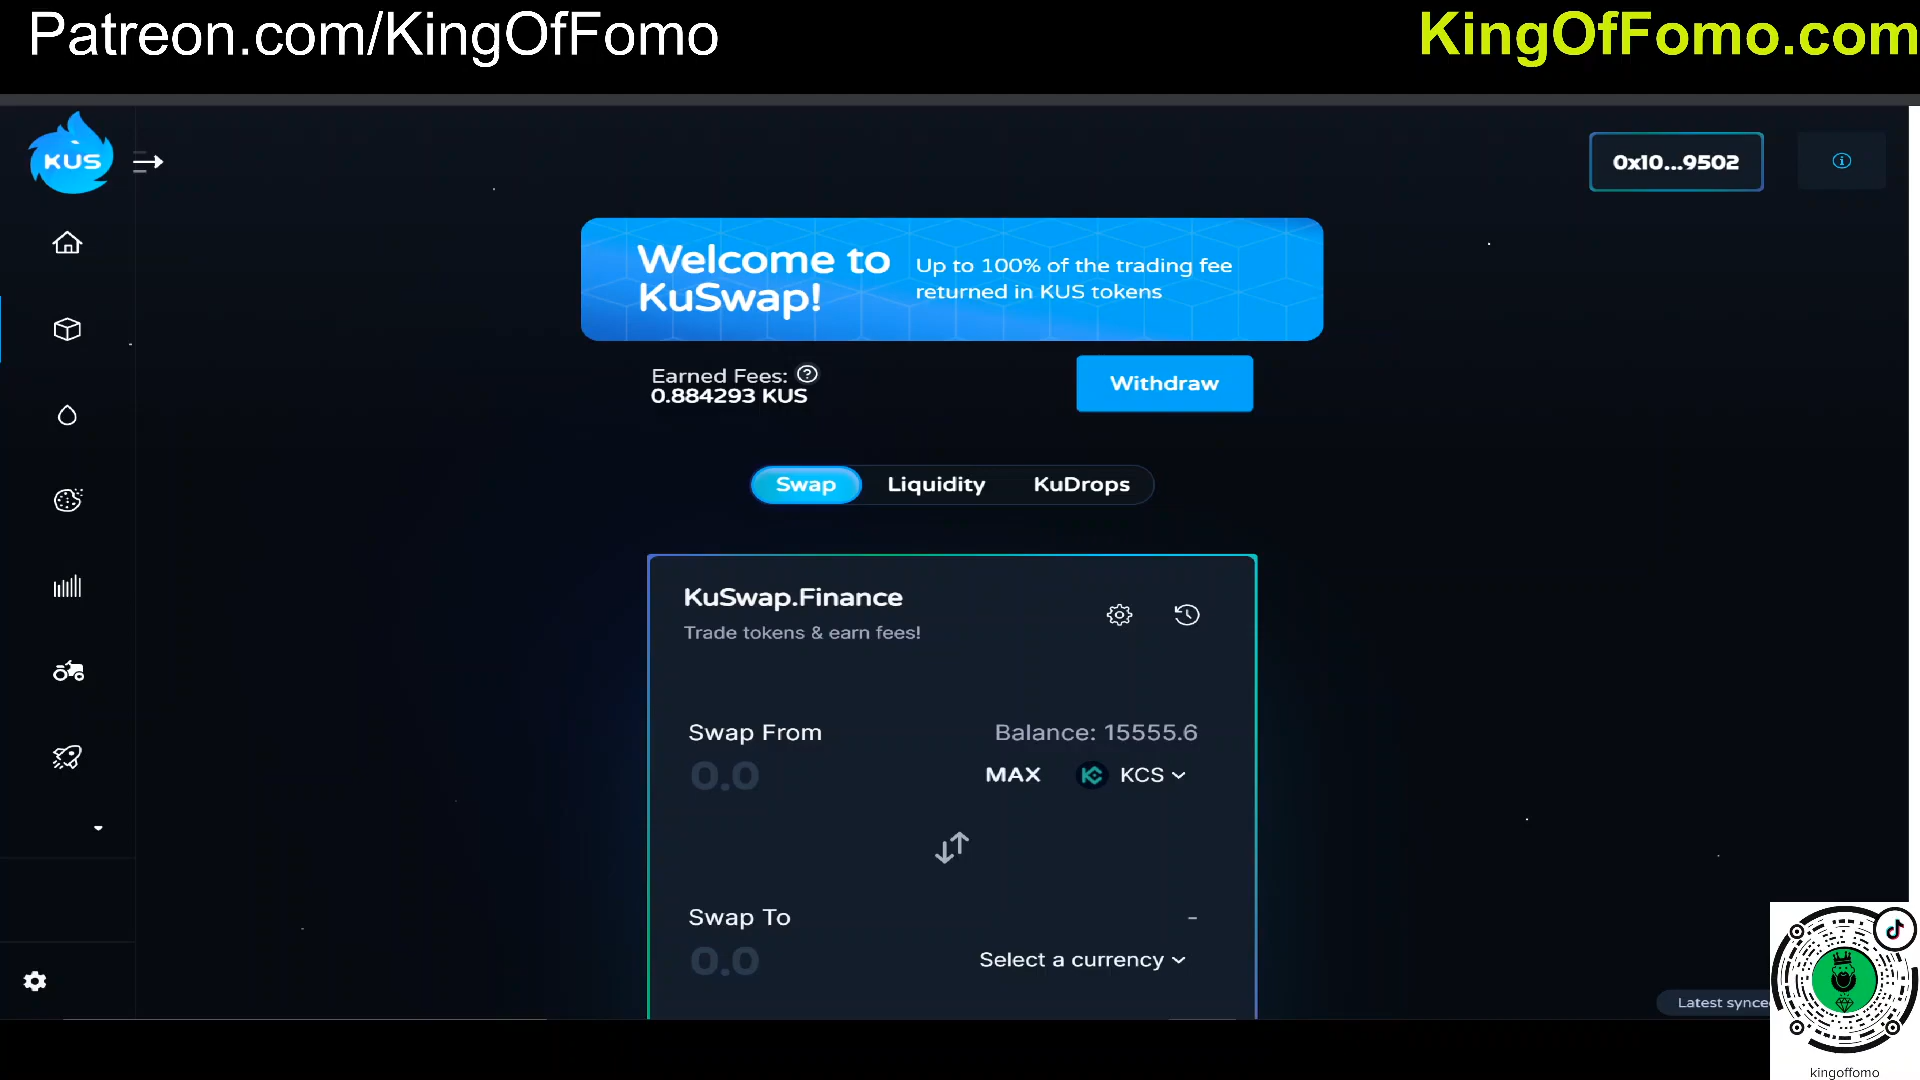 Patreon.com/KingOfFomo
KingOfFomo.com
KUS
0x10...9502
Welcome to
KuSwap!
Up to 100% of the trading fee
returned in KUS tokens
Earned Fees:
0.884293 KUS
Withdraw
Swap
Liquidity
KuDrops
KuSwap.Finance
Trade tokens & earn fees!
Swap From
Balance: 15555.6
0.0
MAX
KCS
Swap To
-
0.0
Select a currency
Latest synce
kingoffomo